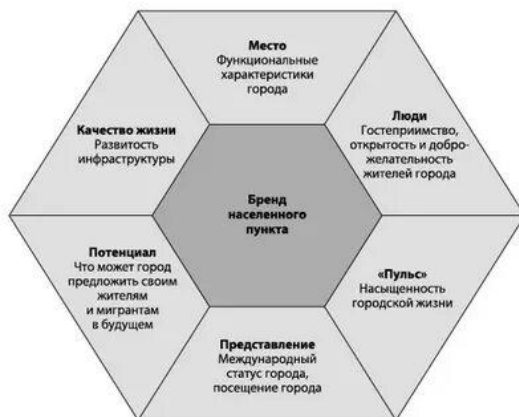 Место
Функциональные
характеристики
города
Люди
Гостеприимство,
открытость и добро-
желательность
жителей города
«Пульс»
Насыщенность
городской жизни
Представление
Международный
статус города,
посещение города
Потенциал
Что может город
предложить своим
жителям
и мигрантам
в будущем
Качество жизни
Развитость
инфраструктуры
Бренд
населенного
пункта